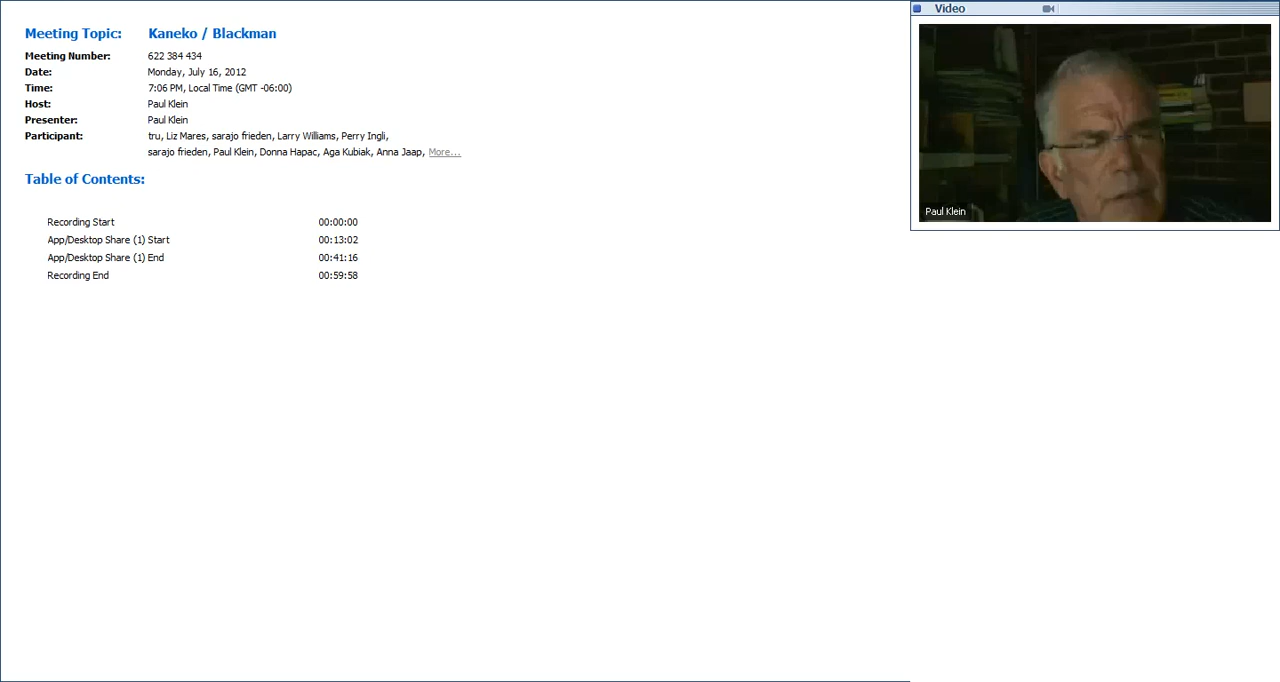 Meeting Topic: Kaneko / Blackman
Meeting Number: 622 384 434
Date: Monday, July 16, 2012
Time: 7:06 PM, Local Time (GMT -06:00)
Host: Paul Klein
Presenter: Paul Klein
Participant: tru, Liz Mares, sarajo frieden, Larry Williams, Perry Ingli,
sarajo frieden, Paul Klein, Donna Hapac, Aga Kubiak, Anna Jaap, More...
Table of Contents:
Recording Start 00:00:00
App/Desktop Share (1) Start 00:13:02
App/Desktop Share (1) End 00:41:16
Recording End 00:59:58
Video
Paul Klein